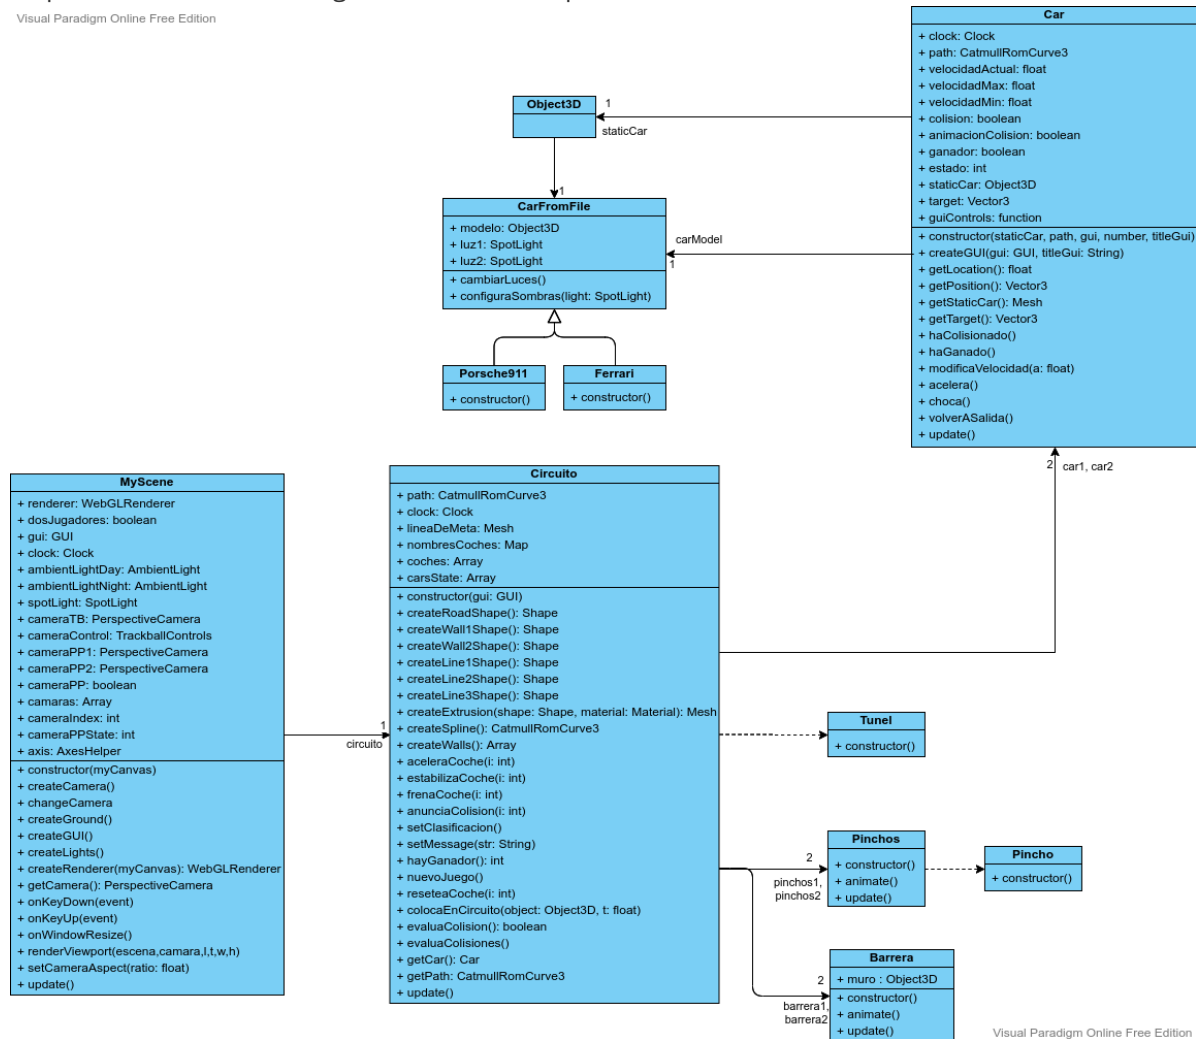 Visual Paradigm Online Free Edition
Car
+ clock: Clock
+ path: CatmullRomCurve3
+ velocidadActual: float
+ velocidadMax: float
+ velocidadMin: float
+ colision: boolean
+ animacionColision: boolean
+ ganador: boolean
+ estado: int
+ staticCar: Object3D
+ target: Vector3
+ guiControls: function
+ constructor(staticCar, path, gui, number, titleGui)
+ createGUI(gui: GUI, titleGui: String)
+ getLocation(): float
+ getPosition(): Vector3
+ getStaticCar(): Mesh
+ getTarget(): Vector3
+ haColisionado()
+ haGanado()
+ modificaVelocidad(a: float)
+ acelera()
+ choca()
+ volverASalida()
+ update()
Object3D
1
staticCar
1
CarFromFile
+ modelo: Object3D
+ luz1: SpotLight
+ luz2: SpotLight
+ cambiarLuces()
+ configuraSombras(light: SpotLight)
carModel
1
Porsche911
+ constructor()
Ferrari
+ constructor()
2 car1, car2
MyScene
+ renderer: WebGLRenderer
+ dosJugadores: boolean
+ gui: GUI
+ clock: Clock
+ ambientLightDay: AmbientLight
+ ambientLightNight: AmbientLight
+ spotLight: SpotLight
+ cameraTB: PerspectiveCamera
+ cameraControl: TrackballControls
+ cameraPP1: PerspectiveCamera
+ cameraPP2: PerspectiveCamera
+ cameraPP: boolean
+ camaras: Array
+ cameraIndex: int
+ cameraPPState: int
+ axis: AxesHelper
+ constructor(myCanvas)
+ createCamera()
+ changeCamera
+ createGround()
+ createGUI()
+ createLights()
+ createRenderer(myCanvas): WebGLRenderer
+ getCamera(): PerspectiveCamera
+ onKeyDown(event)
+ onKeyUp(event)
+ onWindowResize()
+ renderViewport(escena,camara,l,t,w,h)
+ setCameraAspect(ratio: float)
+ update()
1
circuito
Circuito
+ path: CatmullRomCurve3
+ clock: Clock
+ lineaDeMeta: Mesh
+ nombresCoches: Map
+ coches: Array
+ carsState: Array
+ constructor(gui: GUI)
+ createRoadShape(): Shape
+ createWall1Shape(): Shape
+ createWall2Shape(): Shape
+ createLine1Shape(): Shape
+ createLine2Shape(): Shape
+ createLine3Shape(): Shape
+ createExtrusion(shape: Shape, material: Material): Mesh
+ createSpline(): CatmullRomCurve3
+ createWalls(): Array
+ aceleraCoche(i: int)
+ estabilizaCoche(i: int)
+ frenaCoche(i: int)
+ anunciaColision(i: int)
+ setClasificacion()
+ setMessage(str: String)
+ hayGanador(): int
+ nuevoJuego()
+ reseteaCoche(i: int)
+ colocaEnCircuito(object: Object3D, t: float)
+ evaluaColision(): boolean
+ evaluaColisiones()
+ getCar(): Car
+ getPath: CatmullRomCurve3
+ update()
Tunel
+ constructor()
2
pinchos1,
pinchos2
Pinchos
+ constructor()
+ animate()
+ update()
Pincho
+ constructor()
2
barrera1,
barrera2
Barrera
+ muro : Object3D
+ constructor()
+ animate()
+ update()
Visual Paradigm Online Free Edition